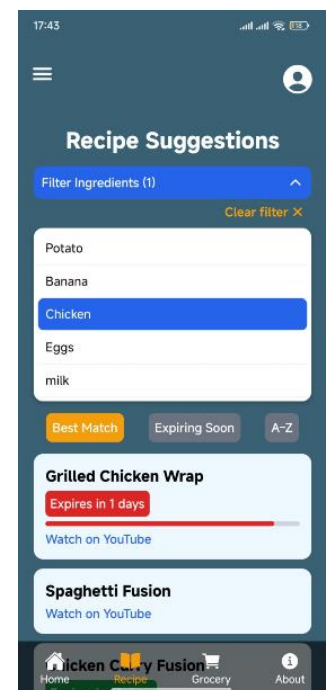 17:43
Recipe Suggestions
Filter Ingredients (1)
Clear filter ×
Potato
Banana
Chicken
Eggs
milk
Best Match Expiring Soon A-Z
Grilled Chicken Wrap
Expires in 1 days
Watch on YouTube
Spaghetti Fusion
Watch on YouTube
Chicken Curry Fusion
Home Recipe Grocery About